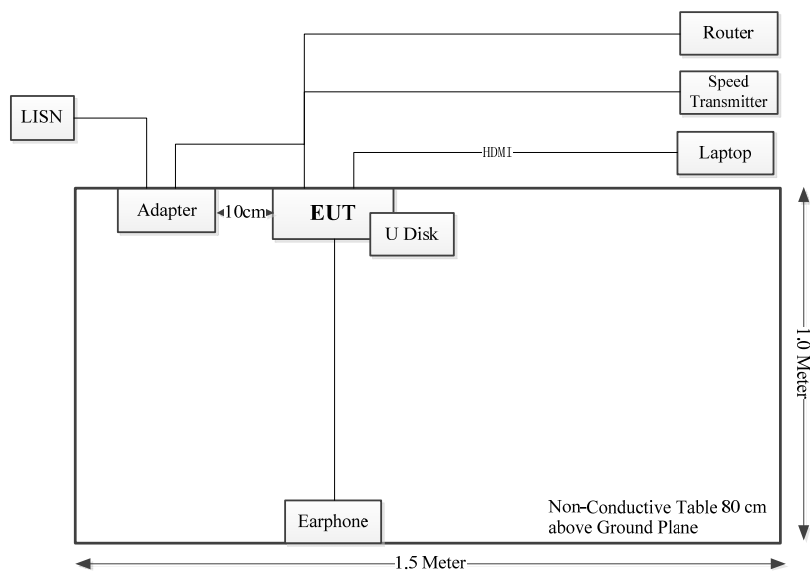 Router
Speed
Transmitter
LISN
HDMI
Laptop
Adapter
10cm
EUT
U Disk
1.0 Meter
Earphone
Non-Conductive Table 80 cm
above Ground Plane
1.5 Meter